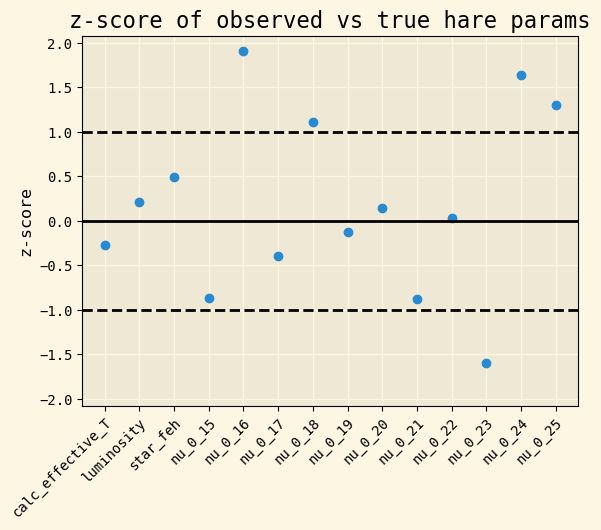 z-score of observed vs true hare params
z-score
2.0
1.5
1.0
0.5
0.0
−0.5
−1.0
−1.5
−2.0
calc_effective_T
luminosity
star_feh
nu_0_15
nu_0_16
nu_0_17
nu_0_18
nu_0_19
nu_0_20
nu_0_21
nu_0_22
nu_0_23
nu_0_24
nu_0_25